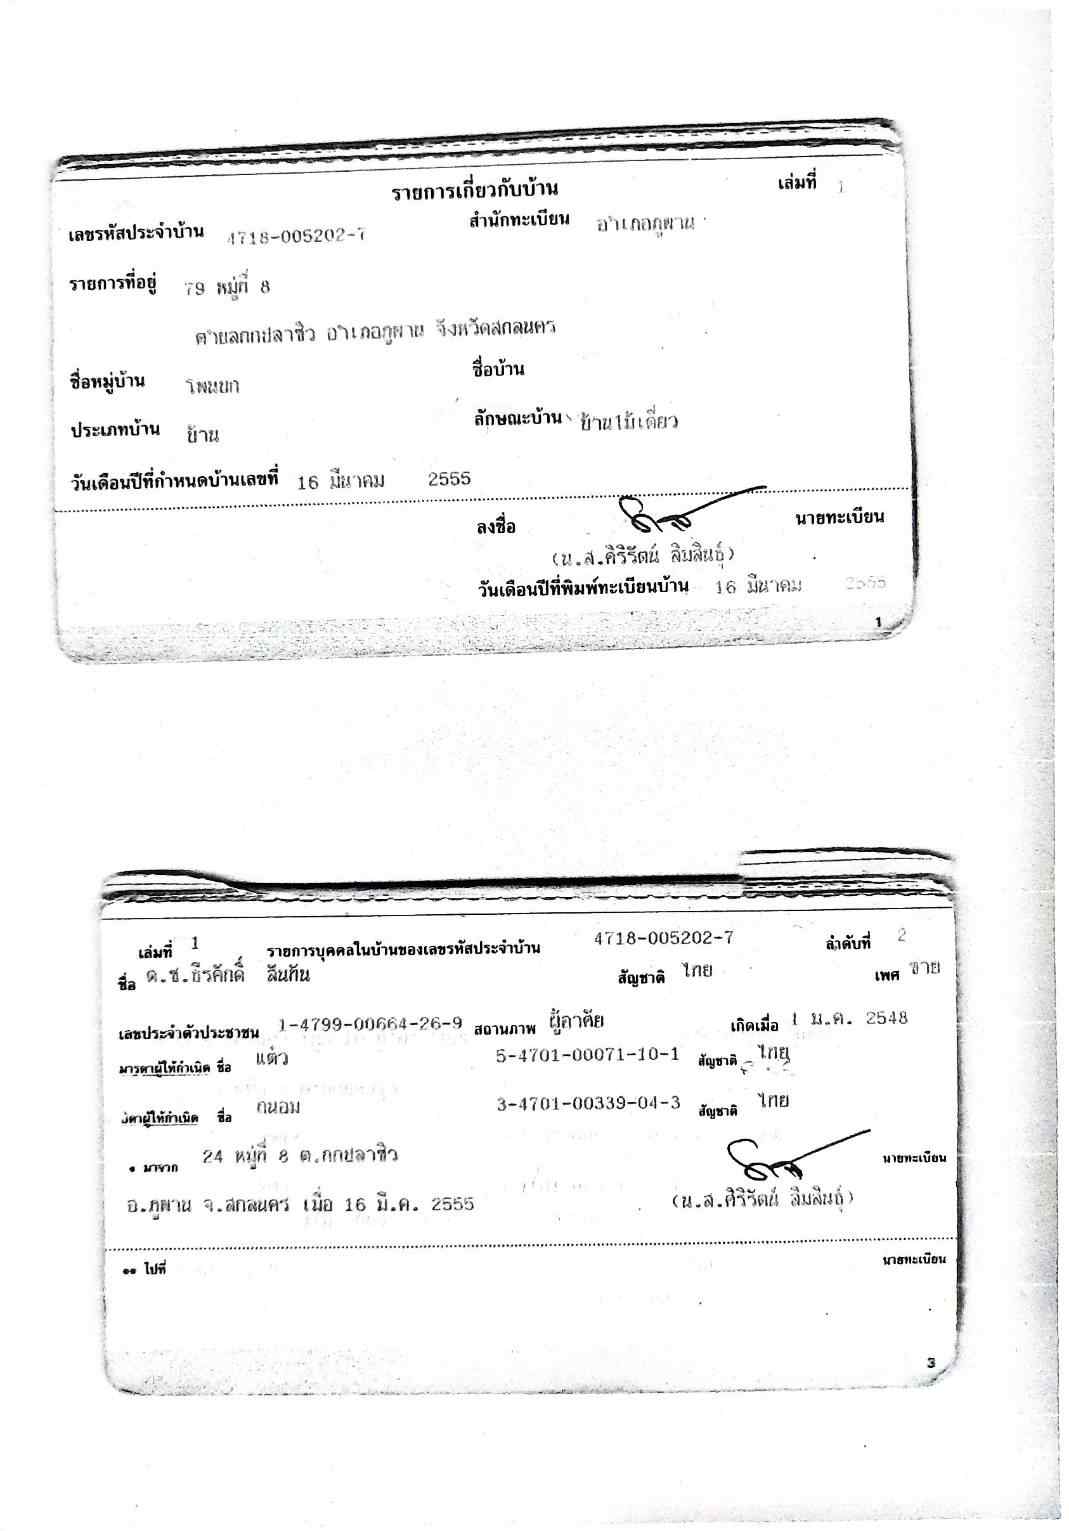 รายการเกี่ยวกับบ้าน เล่มที่ 1
เลขรหัสประจำบ้าน 4718-005202-7 สำนักทะเบียน อำเภอภูพาน
รายการที่อยู่ 79 หมู่ที่ 8
ตำบลกกปลาซิว อำเภอภูพาน จังหวัดสกลนคร
ชื่อหมู่บ้าน โพนบก ชื่อบ้าน
ประเภทบ้าน บ้าน ลักษณะบ้าน บ้านไม้เดี่ยว
วันเดือนปีที่กำหนดบ้านเลขที่ 16 มีนาคม 2555
ลงชื่อ นายทะเบียน
(น.ส.ศิริรัตน์ ลิมสินธุ์)
วันเดือนปีที่พิมพ์ทะเบียนบ้าน 16 มีนาคม 2555
1
เล่มที่ 1 รายการบุคคลในบ้านของเลขรหัสประจำบ้าน 4718-005202-7 ลำดับที่ 2
ชื่อ ด.ช.ธีรศักดิ์ สันทัน สัญชาติ ไทย เพศ ชาย
เลขประจำตัวประชาชน 1-4799-00664-26-9 สถานภาพ ผู้อาศัย เกิดเมื่อ 1 ม.ค. 2548
มารดาผู้ให้กำเนิด ชื่อ แต๋ว 5-4701-00071-10-1 สัญชาติ ไทย
บิดาผู้ให้กำเนิด ชื่อ ถนอม 3-4701-00339-04-3 สัญชาติ ไทย
* มาจาก 24 หมู่ที่ 8 ต.กกปลาซิว นายทะเบียน
อ.ภูพาน จ.สกลนคร เมื่อ 16 มี.ค. 2555 (น.ส.ศิริรัตน์ ลิมสินธุ์)
** ไปที่ นายทะเบียน
3